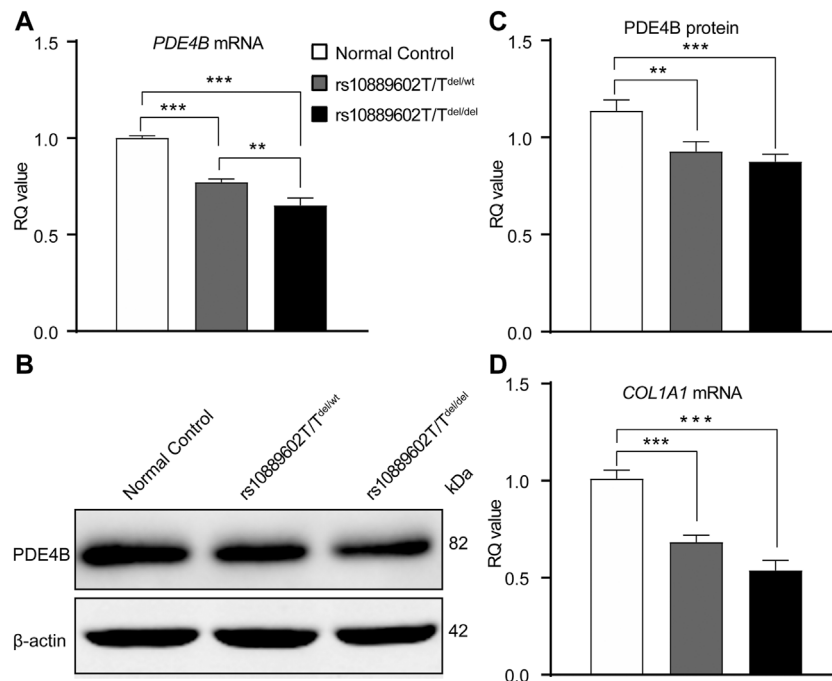 A
PDE4B mRNA
Normal Control
rs10889602T/Tdel/wt
rs10889602T/Tdel/del
1.5
1.0
0.5
0.0
RQ value
***
***
**
C
PDE4B protein
1.5
1.0
0.5
0.0
RQ value
***
**
B
Normal Control
rs10889602T/Tdel/wt
rs10889602T/Tdel/del
kDa
PDE4B
82
β-actin
42
D
COL1A1 mRNA
1.5
1.0
0.5
0.0
RQ value
***
***